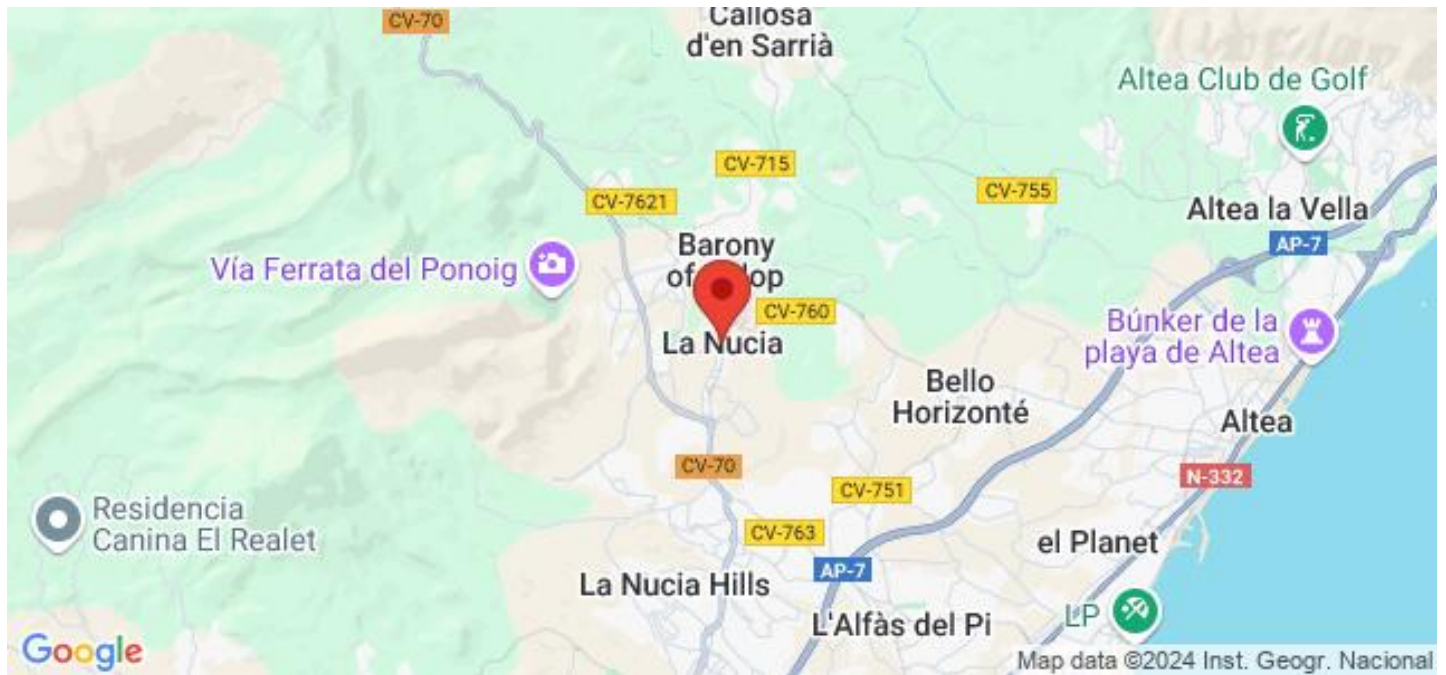 CV-70
Callosa
d'en Sarrià
Altea Club de Golf
CV-715
CV-755
CV-7621
Altea la Vella
AP-7
Barony
Vía Ferrata del Ponoig
CV-760
La Nucia
Búnker de la
playa de Altea
Bello
Horizonté
Altea
CV-70
N-332
CV-751
Residencia
Canina El Realet
CV-763
el Planet
AP-7
La Nucia Hills
LP
L'Alfàs del Pi
Google
Map data ©2024 Inst. Geogr. Nacional